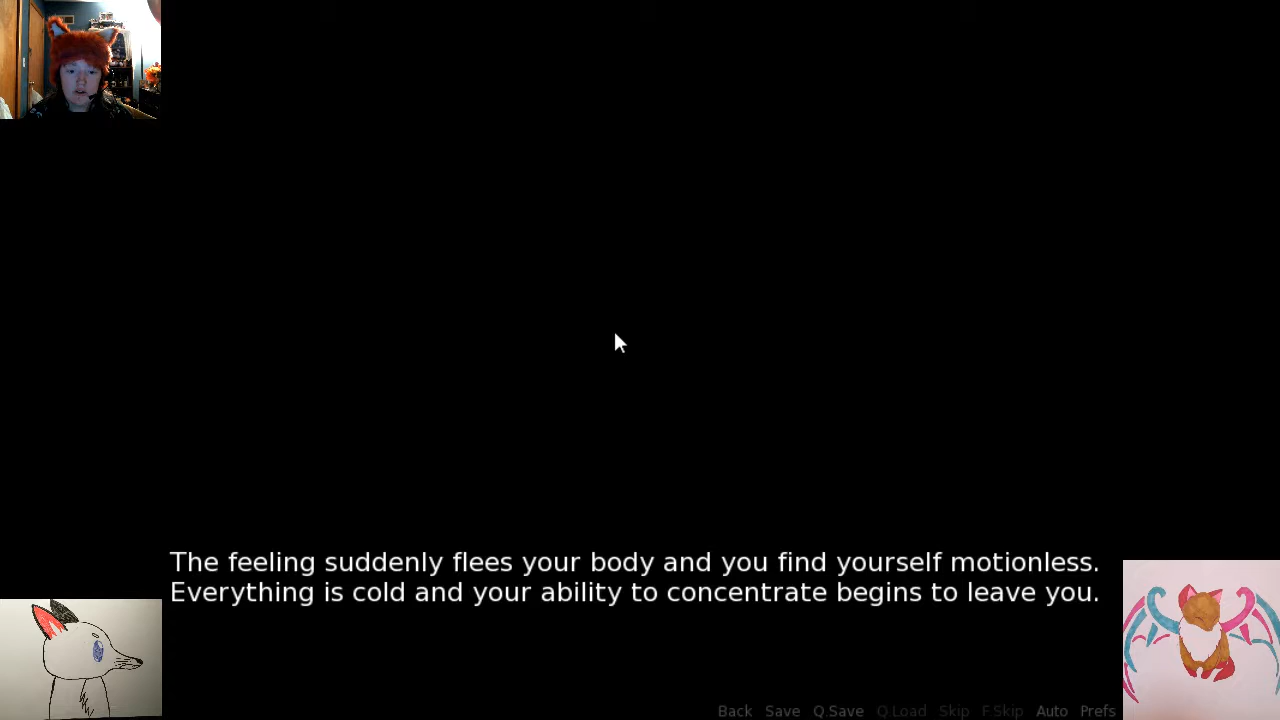 The feeling suddenly flees your body and you find yourself motionless.
Everything is cold and your ability to concentrate begins to leave you.
Back Save Q.Save Q.Load Skip F.Skip Auto Prefs